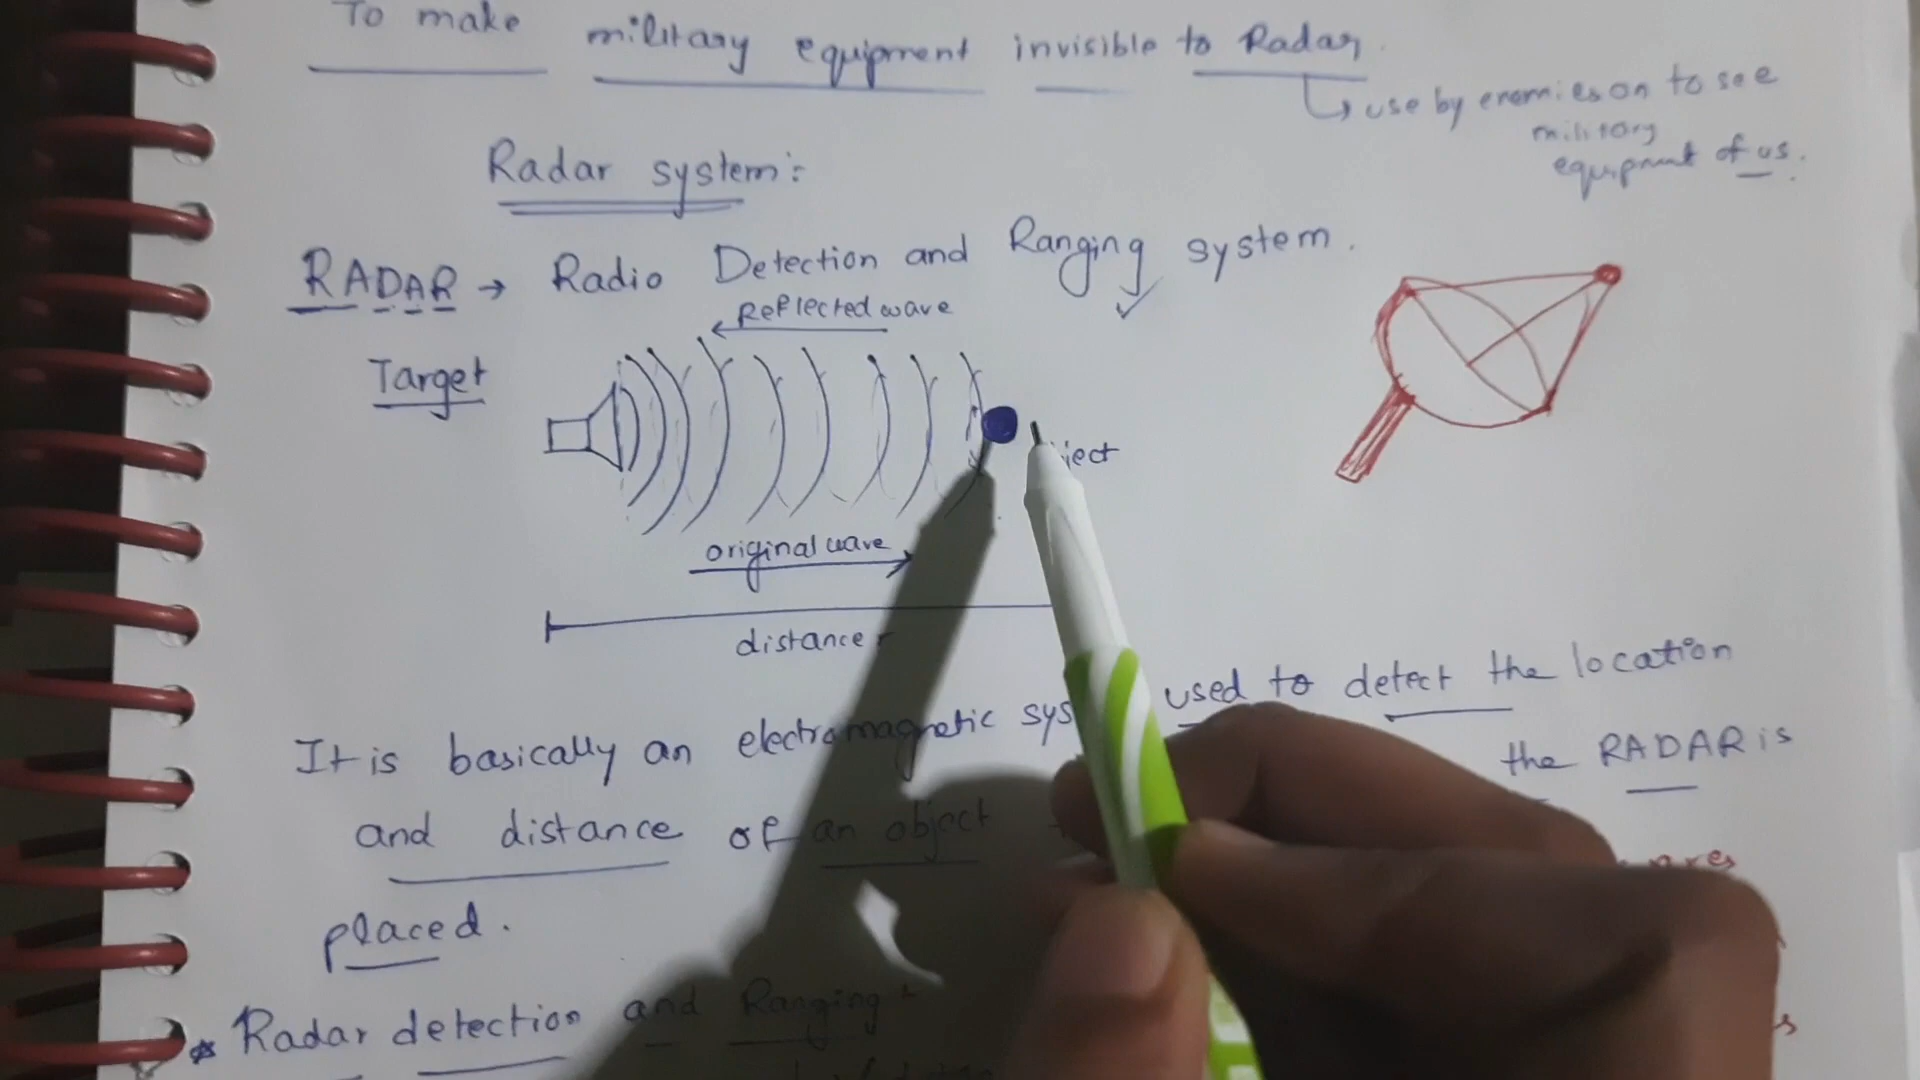 To make military equipment invisible to Radar.
use by enemies on to see
military
equipment of us.
Radar system:
RADAR → Radio Detection and Ranging system.
Reflected wave
Target
original wave
distance r
It is basically an electromagnetic used to detect the location
and distance of an object the RADAR is
placed.
* Radar detection and Ranging